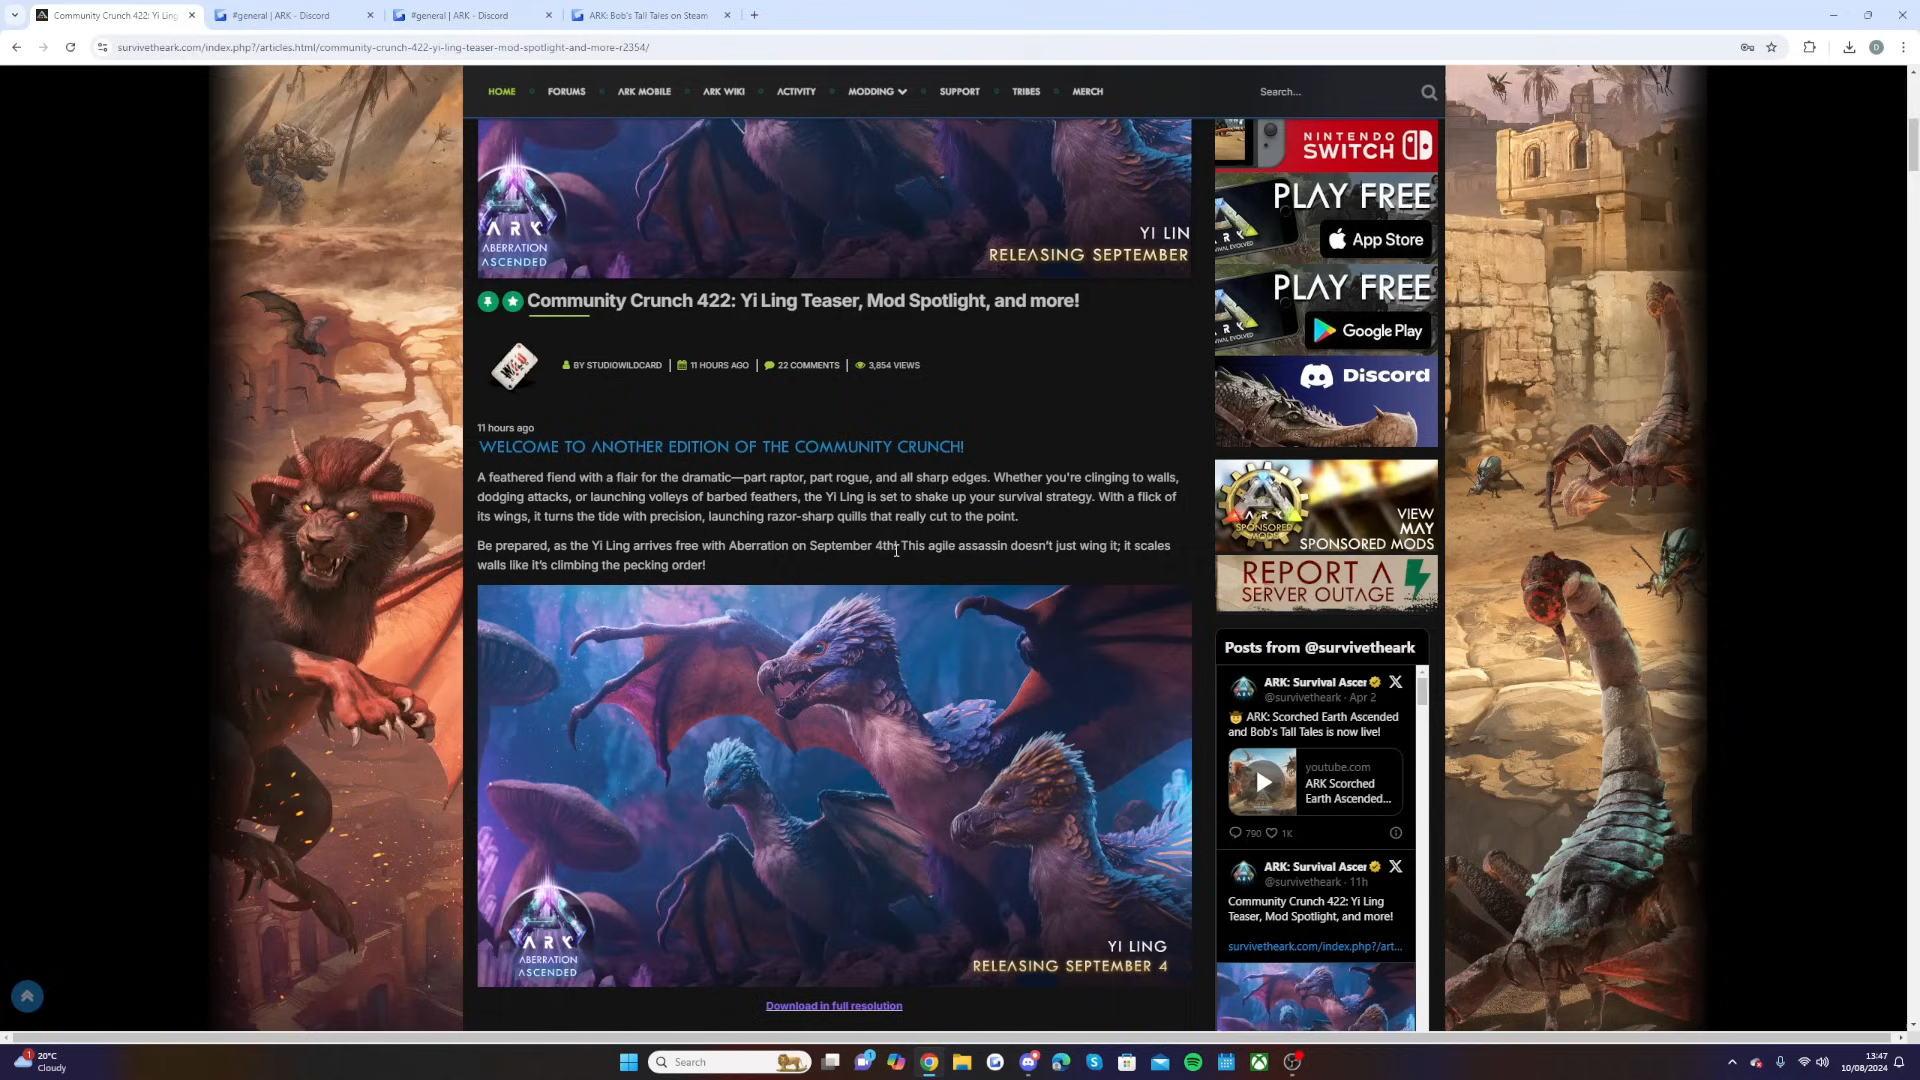 Community Crunch 422: Yi Ling
#general | ARK - Discord
#general | ARK - Discord
ARK: Bob's Tall Tales on Steam
survivetheark.com/index.php?/articles.html/community-crunch-422-yi-ling-teaser-mod-spotlight-and-more-r2354/
D
HOME
FORUMS
ARK MOBILE
ARK WIKI
ACTIVITY
MODDING
SUPPORT
TRIBES
MERCH
Search...
ARK
ABERRATION
ASCENDED
YI LIN
RELEASING SEPTEMBER
NINTENDO
SWITCH
PLAY FREE
App Store
PLAY FREE
Google Play
Discord
Community Crunch 422: Yi Ling Teaser, Mod Spotlight, and more!
BY STUDIOWILDCARD
11 HOURS AGO
22 COMMENTS
3,854 VIEWS
11 hours ago
WELCOME TO ANOTHER EDITION OF THE COMMUNITY CRUNCH!
A feathered fiend with a flair for the dramatic—part raptor, part rogue, and all sharp edges. Whether you're clinging to walls,
dodging attacks, or launching volleys of barbed feathers, the Yi Ling is set to shake up your survival strategy. With a flick of
its wings, it turns the tide with precision, launching razor-sharp quills that really cut to the point.
Be prepared, as the Yi Ling arrives free with Aberration on September 4th! This agile assassin doesn't just wing it; it scales
walls like it's climbing the pecking order!
ARK
ABERRATION
ASCENDED
YI LING
RELEASING SEPTEMBER 4
Download in full resolution
ARK
SPONSORED
MODS
VIEW
MAY
SPONSORED MODS
REPORT A
SERVER OUTAGE
Posts from @survivetheark
ARK: Survival Ascen
@survivetheark · Apr 2
ARK: Scorched Earth Ascended
and Bob's Tall Tales is now live!
youtube.com
ARK Scorched
Earth Ascended...
790
1K
ARK: Survival Ascen
@survivetheark · 11h
Community Crunch 422: Yi Ling
Teaser, Mod Spotlight, and more!
survivetheark.com/index.php?/art...
1
20°C
Cloudy
Search
1
13:47
10/08/2024